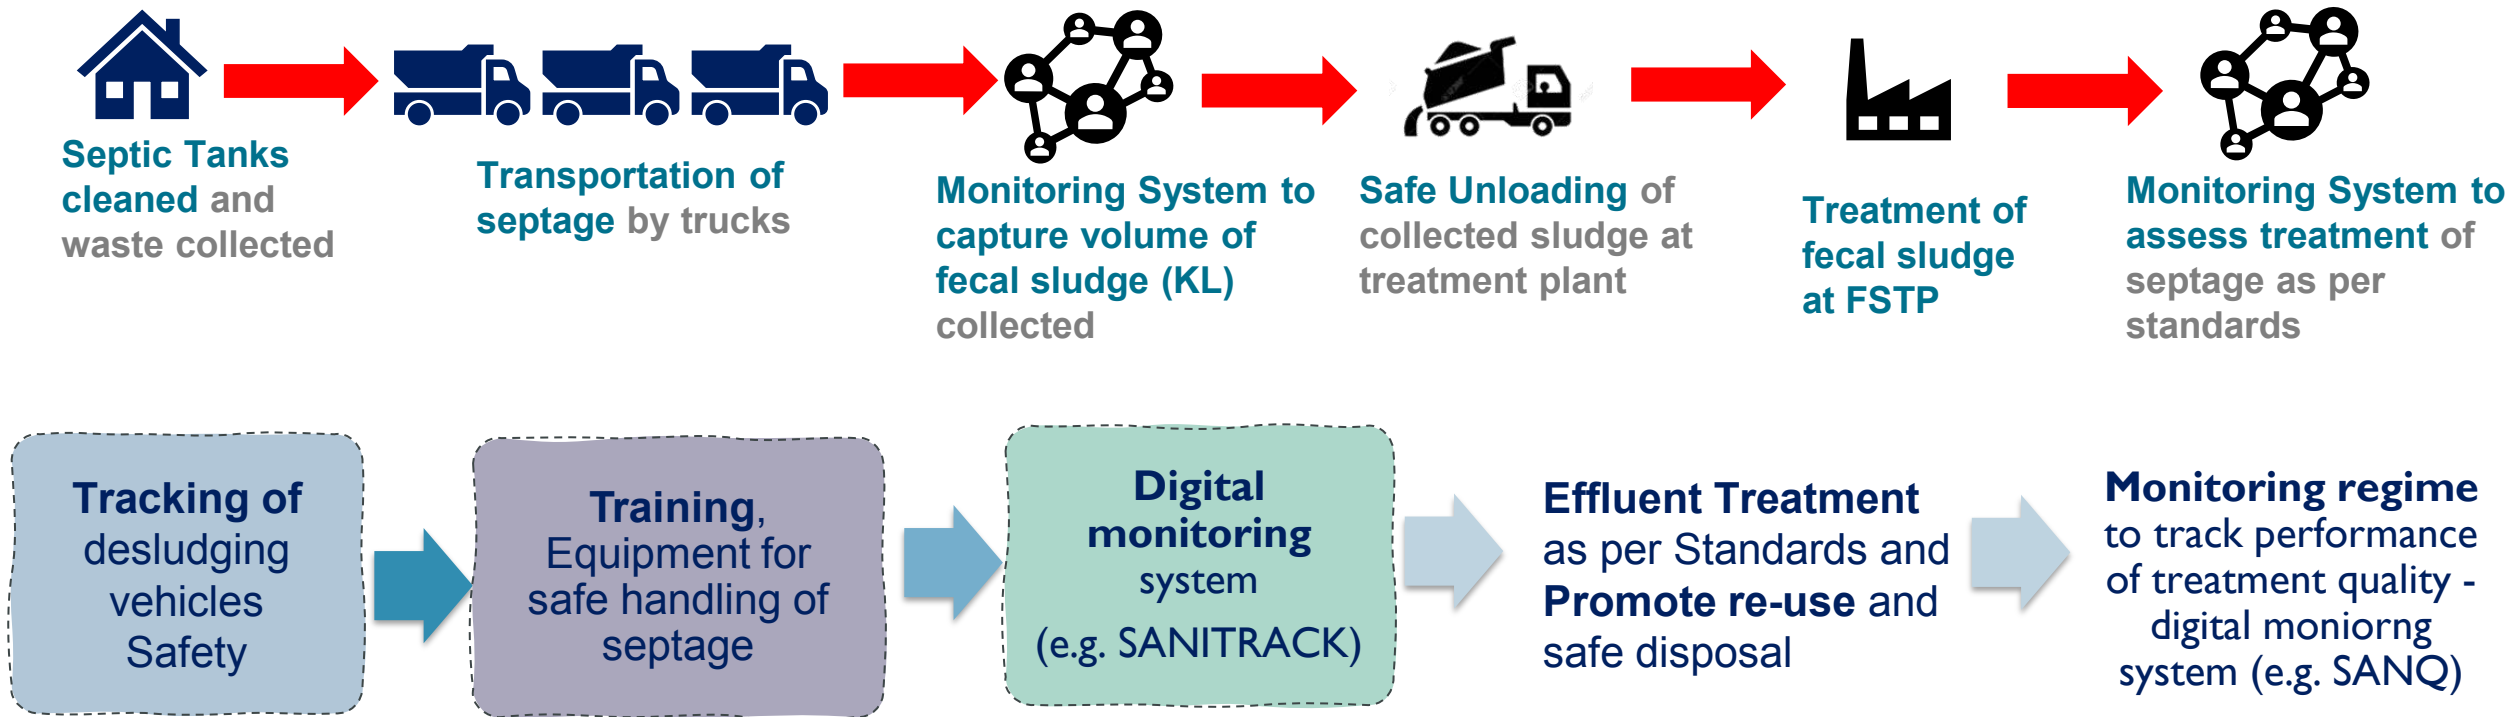 Septic Tanks
cleaned and
waste collected
Transportation of
septage by trucks
Monitoring System to
capture volume of
fecal sludge (KL)
collected
Safe Unloading of
collected sludge at
treatment plant
Treatment of
fecal sludge
at FSTP
Monitoring System to
assess treatment of
septage as per
standards
Tracking of
desludging
vehicles
Safety
Training,
Equipment for
safe handling of
septage
Digital
monitoring
system
(e.g. SANITRACK)
Effluent Treatment
as per Standards and
Promote re-use and
safe disposal
Monitoring regime
to track performance
of treatment quality -
digital moniorng
system (e.g. SANQ)